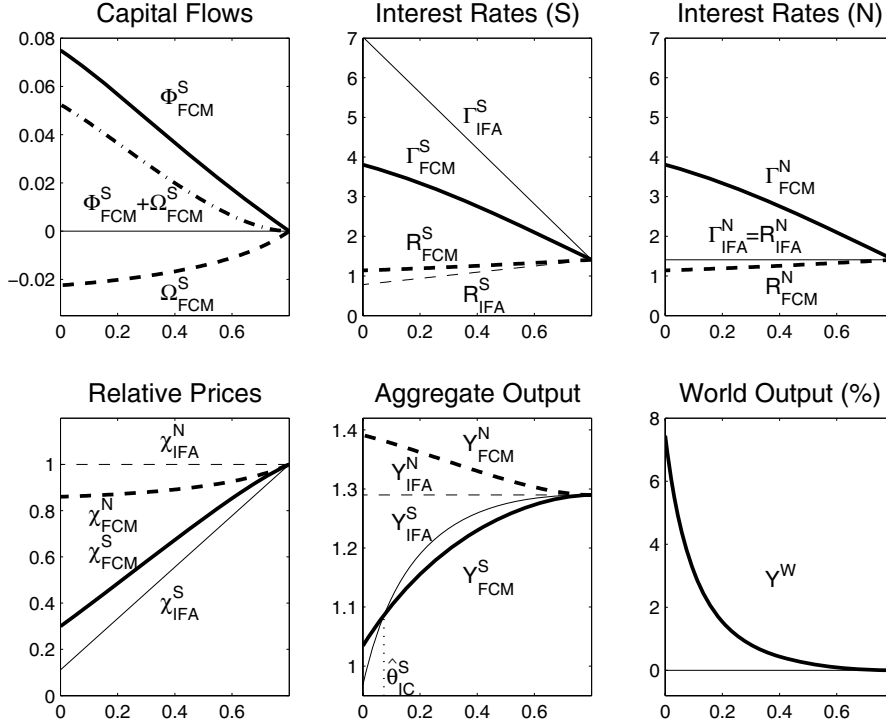 Capital Flows
0.08
0.06
0.04
0.02
0
−0.02
Φ^S_FCM
Φ^S_FCM+Ω^S_FCM
Ω^S_FCM
0 0.2 0.4 0.6
Interest Rates (S)
7
6
5
4
3
2
1
0
Γ^S_IFA
Γ^S_FCM
R^S_FCM
R^S_IFA
0 0.2 0.4 0.6
Interest Rates (N)
7
6
5
4
3
2
1
0
Γ^N_FCM
Γ^N_IFA=R^N_IFA
R^N_FCM
0 0.2 0.4 0.6
Relative Prices
1
0.8
0.6
0.4
0.2
0
χ^N_IFA
χ^N_FCM
χ^S_FCM
χ^S_IFA
0 0.2 0.4 0.6
Aggregate Output
1.4
1.3
1.2
1.1
1
Y^N_FCM
Y^N_IFA
Y^S_IFA
Y^S_FCM
θ̂^S_IC
0 0.2 0.4 0.6
World Output (%)
8
6
4
2
0
Y^W
0 0.2 0.4 0.6